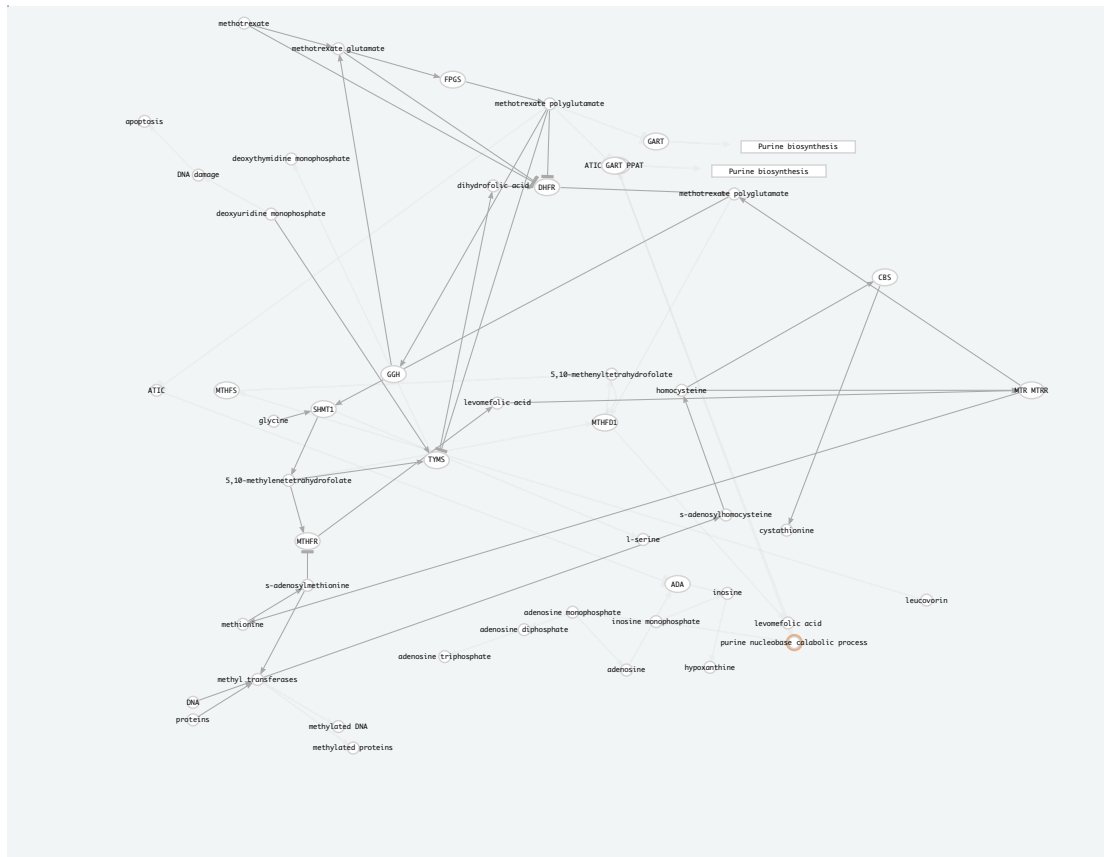 methotrexate
methotrexate glutamate
FPGS
methotrexate polyglutamate
apoptosis
GART
Purine biosynthesis
deoxythymidine monophosphate
ATIC GART PPAT
Purine biosynthesis
DNA damage
dihydrofolic acid
DHFR
methotrexate polyglutamate
deoxyuridine monophosphate
CBS
GGH
5,10-methenyltetrahydrofolate
ATIC
MTHFS
homocysteine
MTR MTRR
levomefolic acid
SHMT1
glycine
MTHFD1
TYMS
5,10-methylenetetrahydrofolate
s-adenosylhomocysteine
cystathionine
MTHFR
l-serine
s-adenosylmethionine
ADA
inosine
leucovorin
adenosine monophosphate
inosine monophosphate
levomefolic acid
methionine
adenosine diphosphate
purine nucleobase catabolic process
adenosine triphosphate
adenosine
hypoxanthine
methyl transferases
DNA
proteins
methylated DNA
methylated proteins